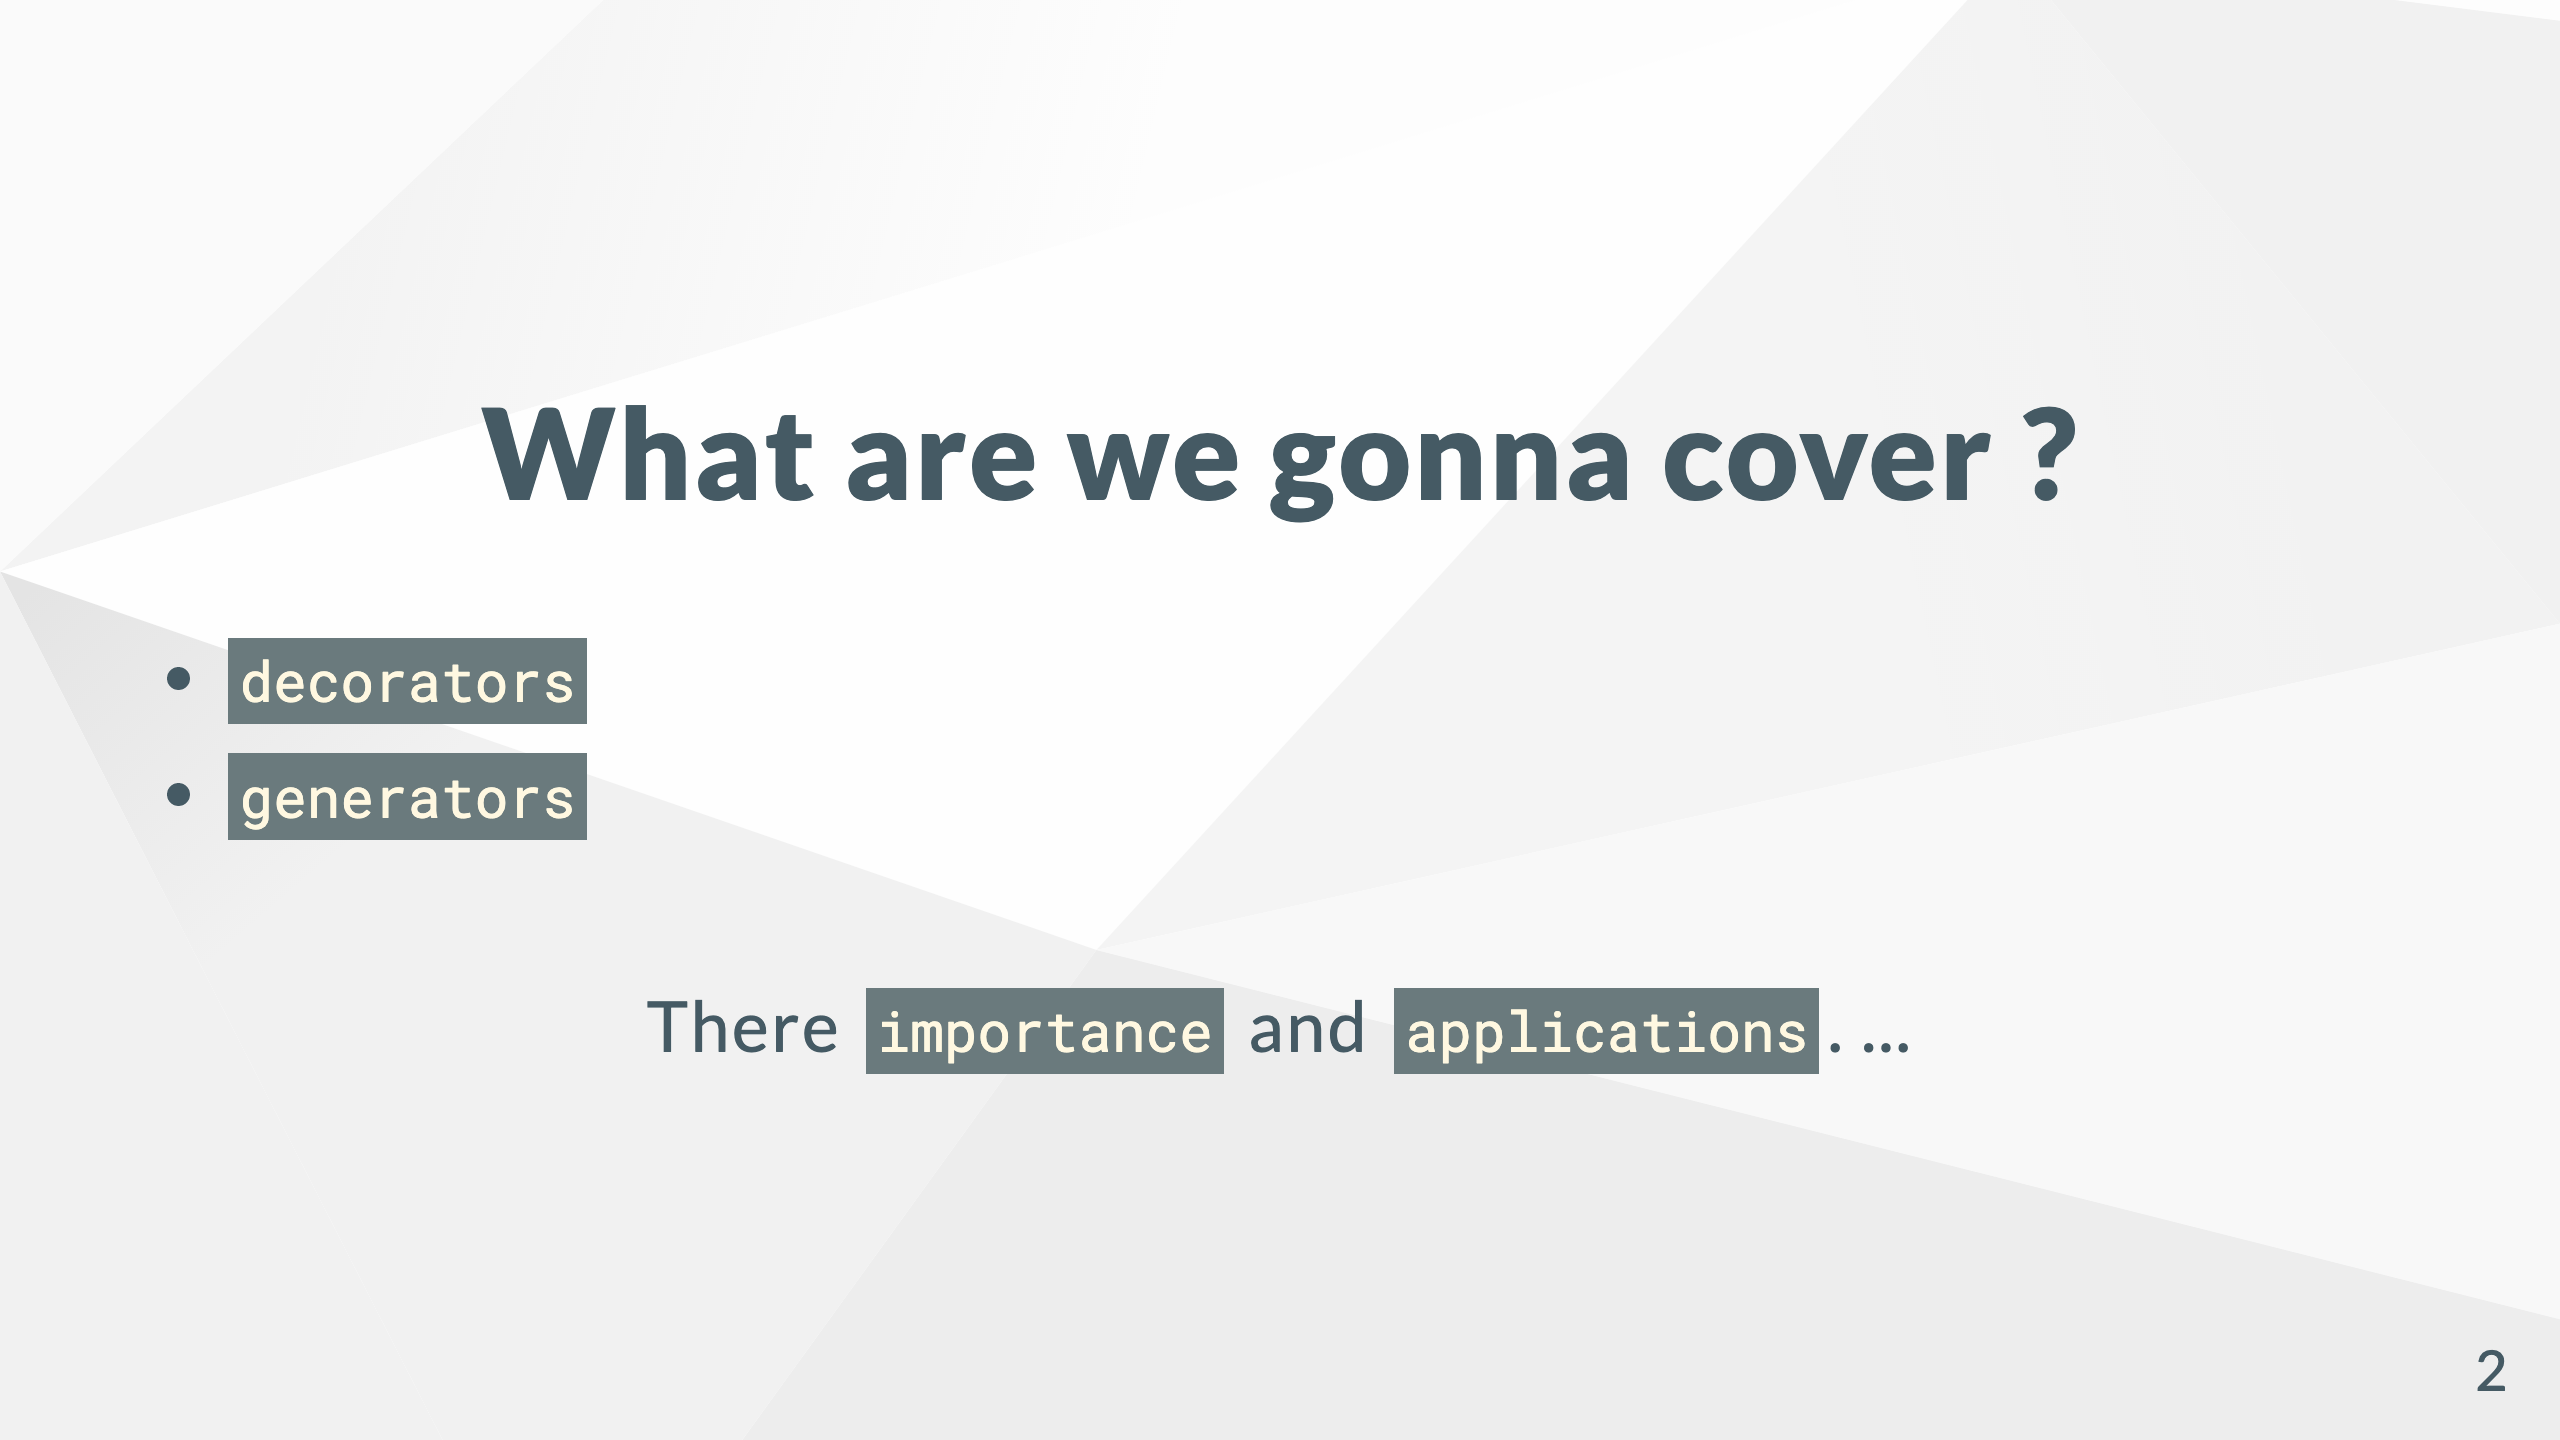 What are we gonna cover ?
• decorators
• generators
There importance and applications. ...
2